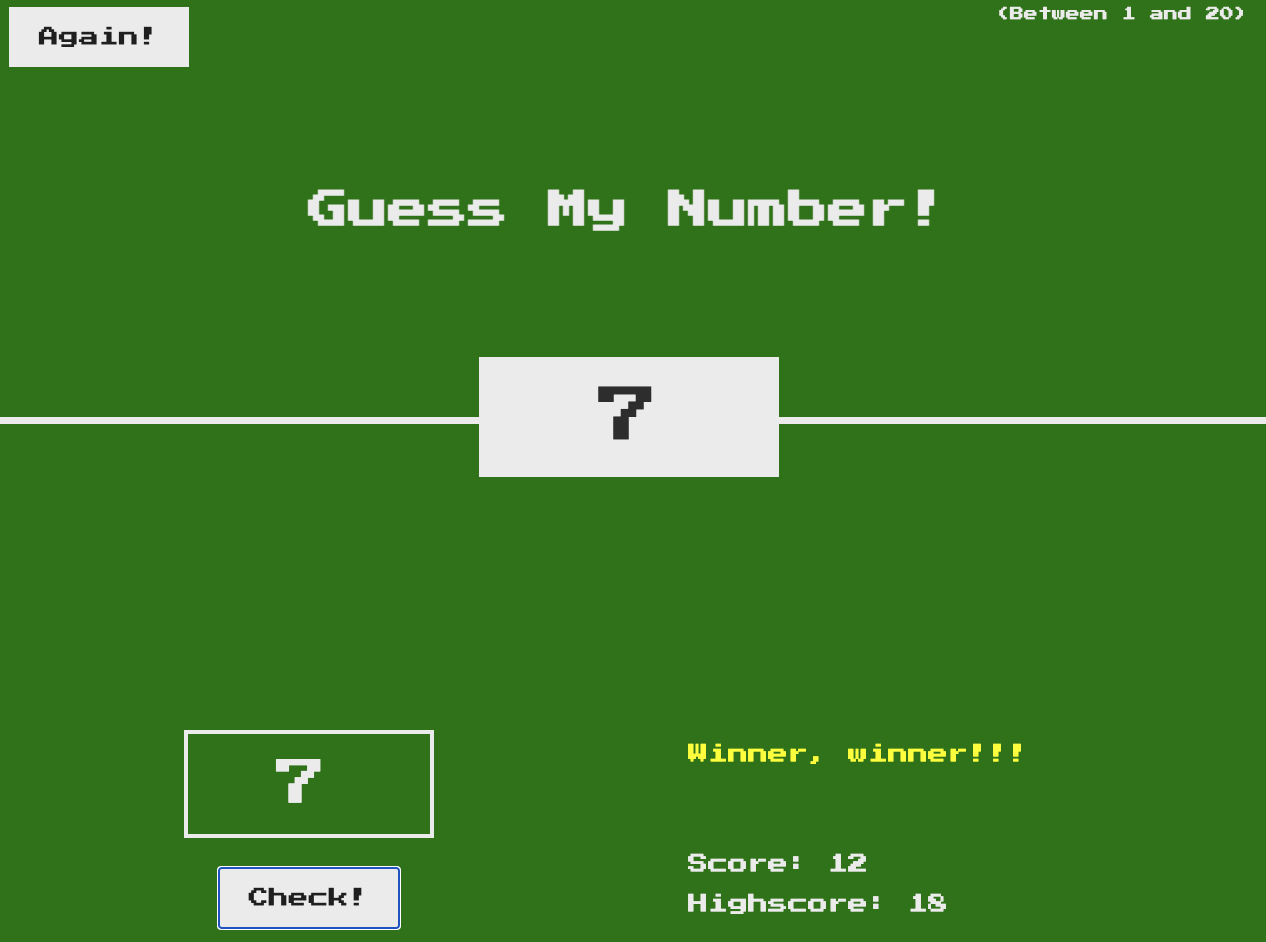 Again!
(Between 1 and 20)
Guess My Number!
7
7
Check!
Winner, winner!!!
Score: 12
Highscore: 18